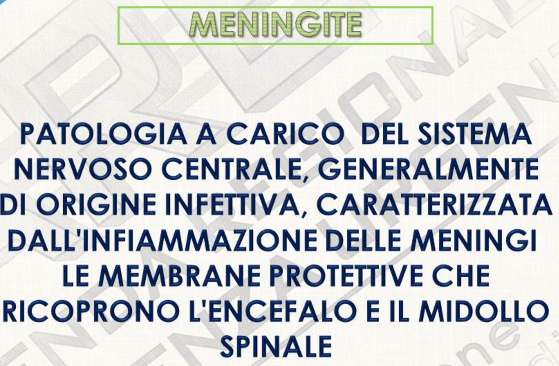 MENINGITE
PATOLOGIA A CARICO DEL SISTEMA
NERVOSO CENTRALE, GENERALMENTE
DI ORIGINE INFETTIVA, CARATTERIZZATA
DALL'INFIAMMAZIONE DELLE MENINGI
LE MEMBRANE PROTETTIVE CHE
RICOPRONO L'ENCEFALO E IL MIDOLLO
SPINALE